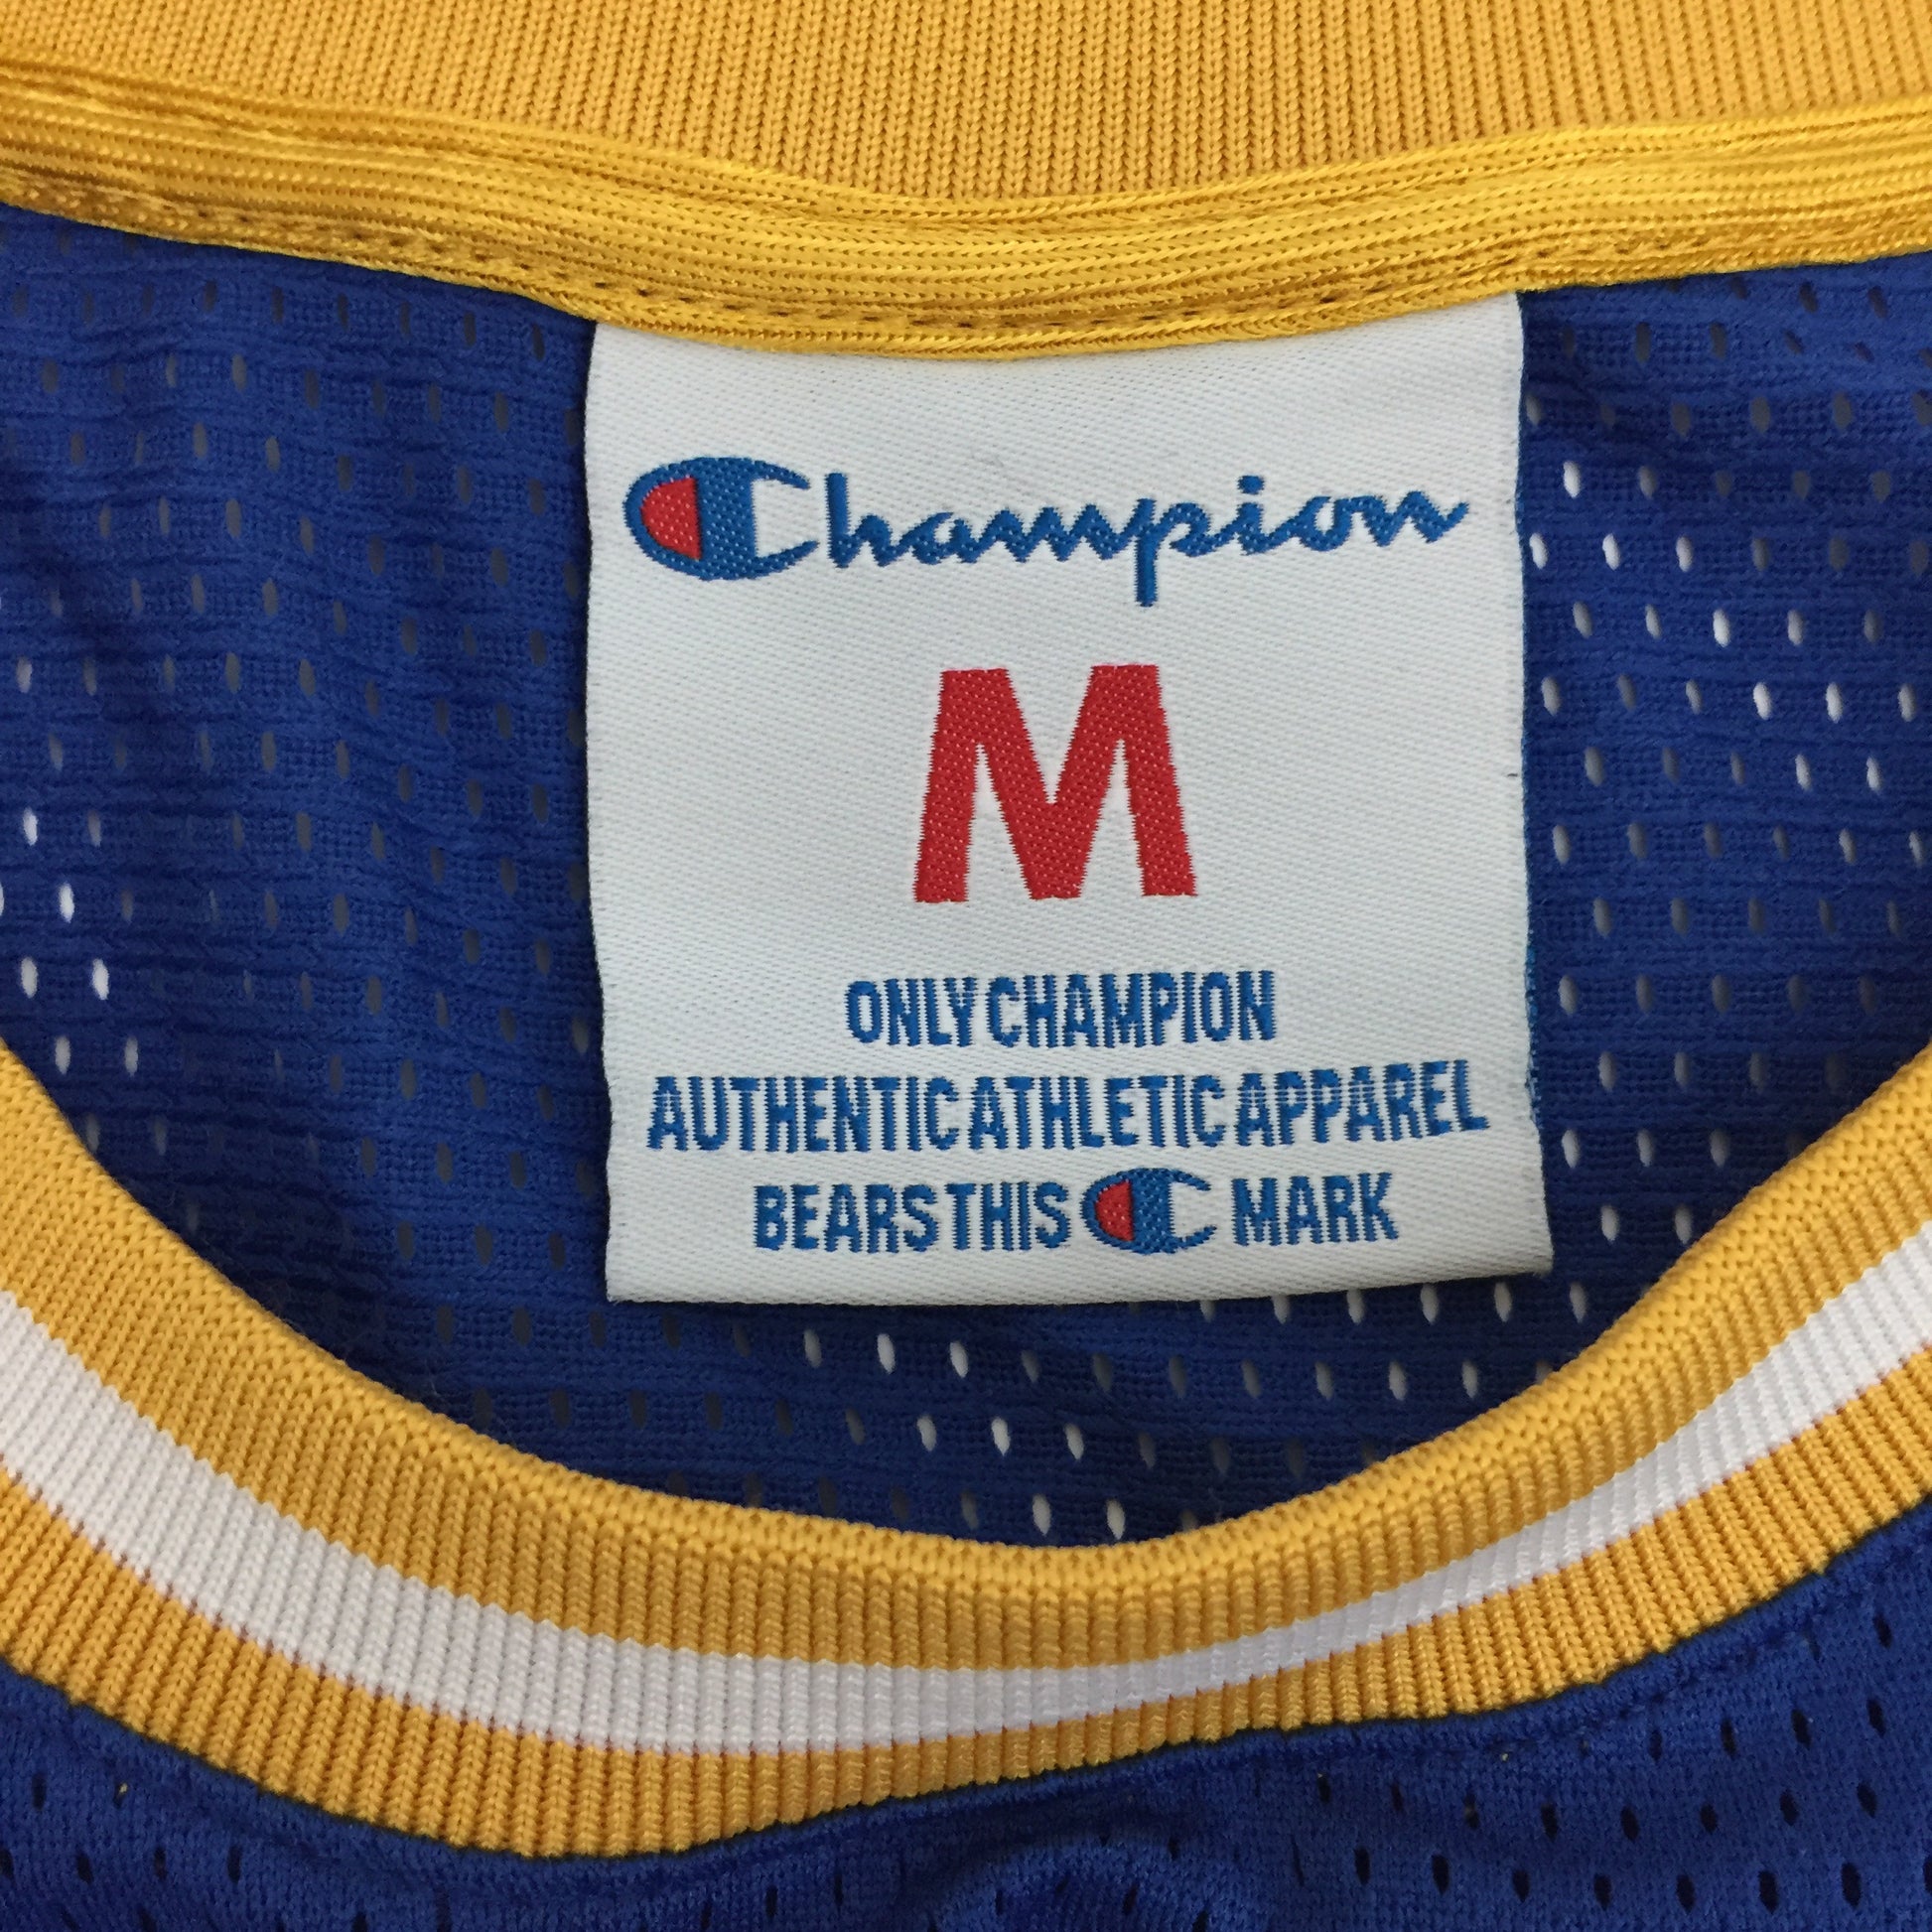 Champion
M
ONLY CHAMPION
AUTHENTIC ATHLETIC APPAREL
BEARS THIS C MARK